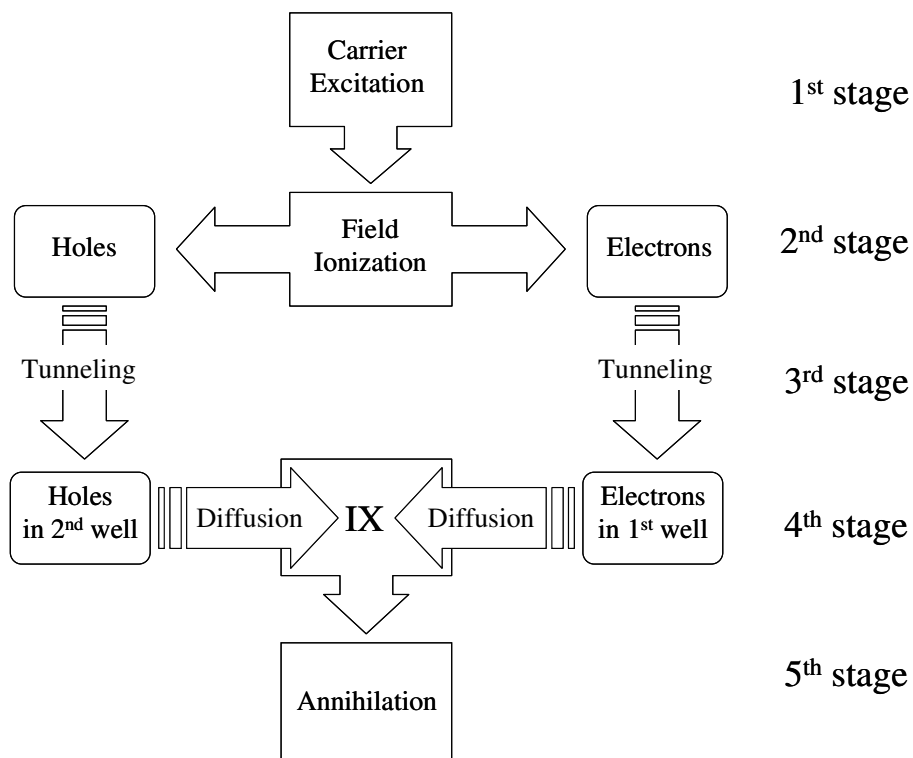 Carrier
Excitation
1st stage
Holes
Field
Ionization
Electrons
2nd stage
Tunneling
Tunneling
3rd stage
Holes
in 2nd well
Diffusion
IX
Diffusion
Electrons
in 1st well
4th stage
Annihilation
5th stage